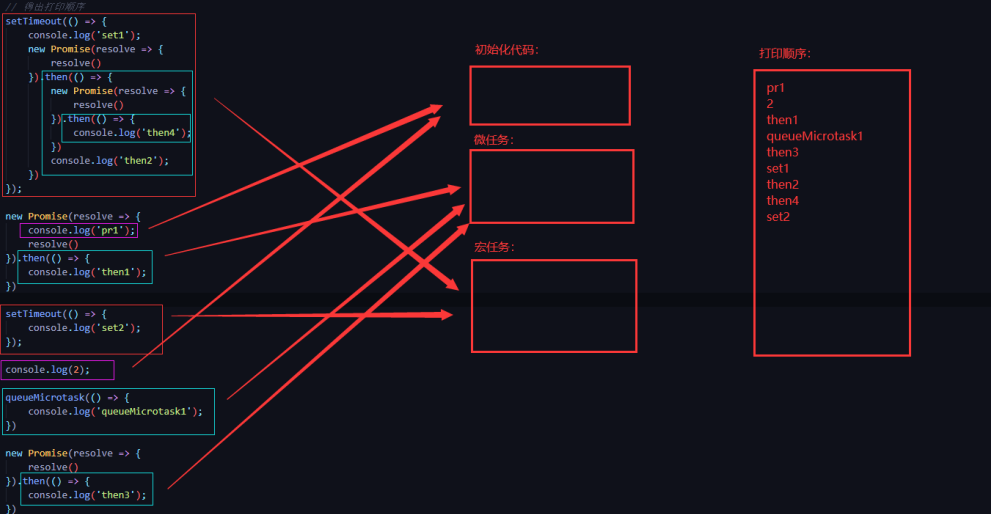 // 得出打印顺序
setTimeout(() => {
    console.log('set1');
    new Promise(resolve => {
        resolve()
    }).then(() => {
        new Promise(resolve => {
            resolve()
        }).then(() => {
            console.log('then4');
        })
        console.log('then2');
    })
});
new Promise(resolve => {
    console.log('pr1');
    resolve()
}).then(() => {
    console.log('then1');
})
setTimeout(() => {
    console.log('set2');
});
console.log(2);
queueMicrotask(() => {
    console.log('queueMicrotask1');
})
new Promise(resolve => {
    resolve()
}).then(() => {
    console.log('then3');
})
初始化代码：
微任务：
宏任务：
打印顺序：
pr1
2
then1
queueMicrotask1
then3
set1
then2
then4
set2